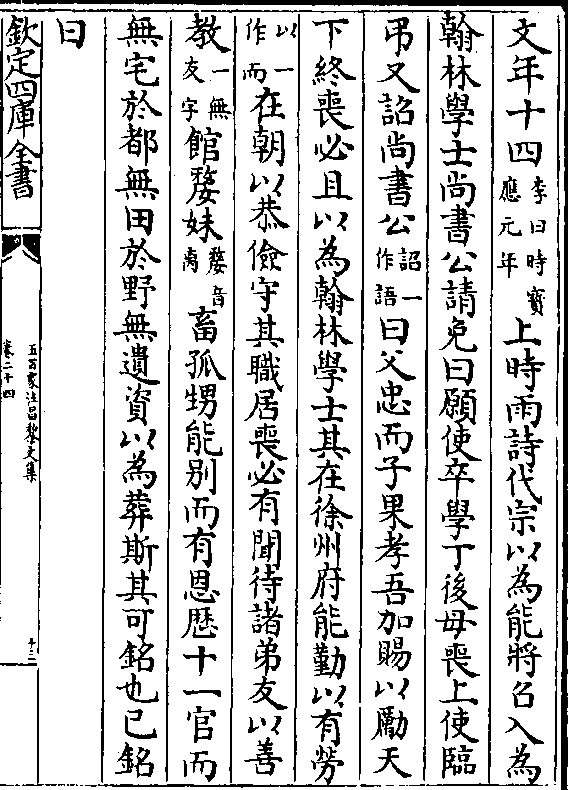 文年十四李曰時寶應元年上時雨詩代宗以為能將召入為
翰林學士尚書公請免曰願使卒學丁後母喪上使臨
弔又詔尚書公詔一作語曰父忠而子果孝吾加賜以勵天
下終喪必且以為翰林學士其在徐州府能勤以有勞
以一作而在朝以恭儉守其職居喪必有聞待諸弟友以善
教一無友字館嫠妹嫠音离畜孤甥能别而有恩歷十一官而
無宅於都無田於野無遺資以為葬斯其可銘也已銘
曰
欽定四庫全書
五百家注昌黎文集
卷二十四
十三